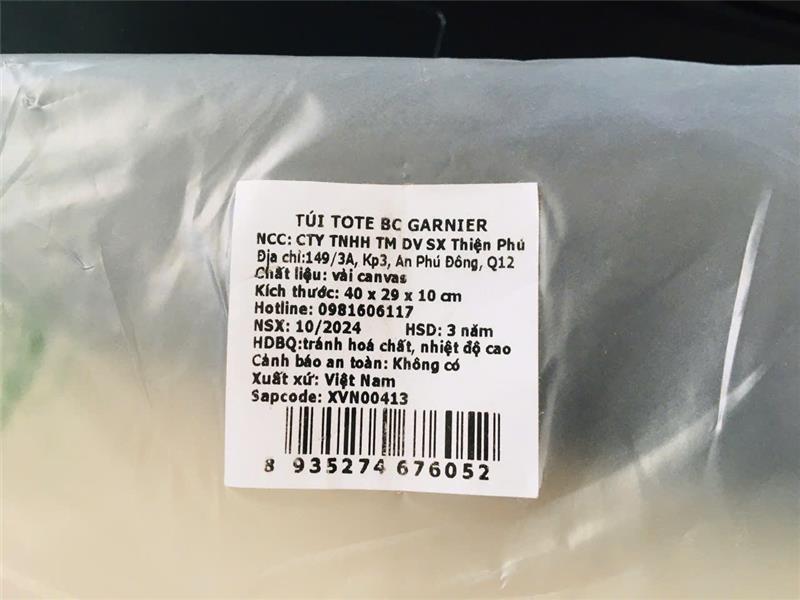 TÚI TOTE BC GARNIER
NCC: CTY TNHH TM DV SX Thiện Phú
Địa chỉ:149/3A, Kp3, An Phú Đông, Q12
Chất liệu: vải canvas
Kích thước: 40 x 29 x 10 cm
Hotline: 0981606117
NSX: 10/2024 HSD: 3 năm
HDBQ:tránh hoá chất, nhiệt độ cao
Cảnh báo an toàn: Không có
Xuất xứ: Việt Nam
Sapcode: XVN00413
8 935274 676052